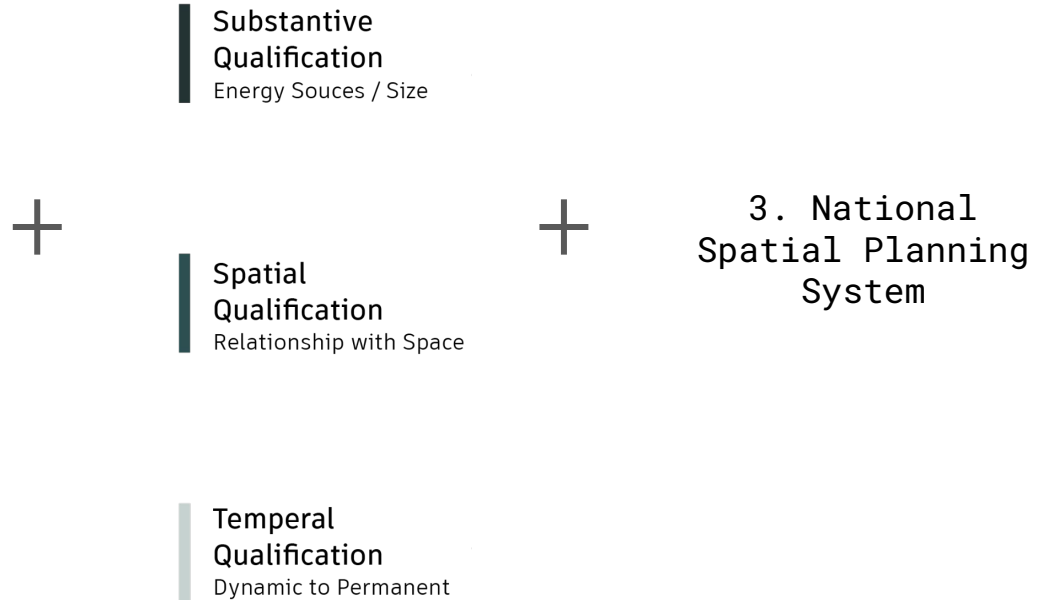 Substantive
Qualification
Energy Souces / Size
+
+
3. National
Spatial Planning
System
Spatial
Qualification
Relationship with Space
Temperal
Qualification
Dynamic to Permanent